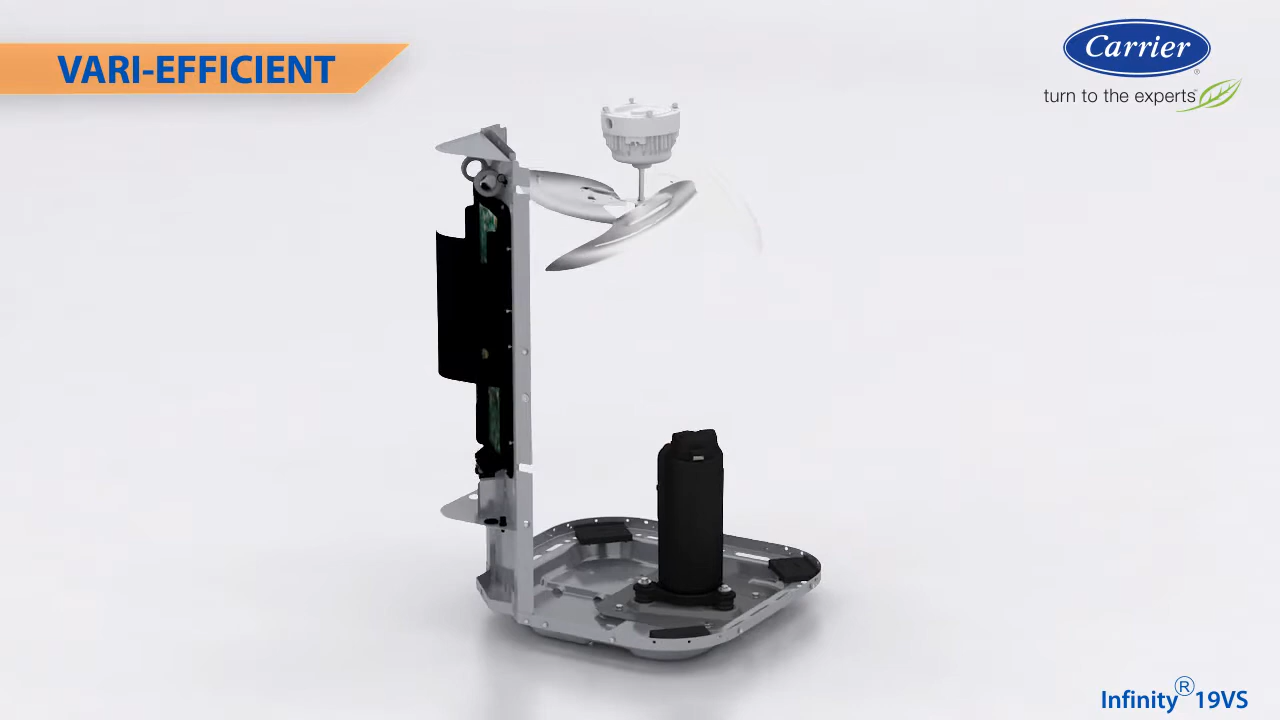 VARI-EFFICIENT
Carrier®
turn to the experts
Infinity® 19VS